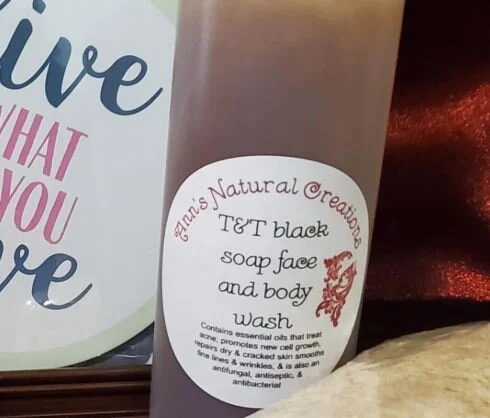 ive
WHAT
YOU
ve
Ann's Natural Creations
T&T black
soap face
and body
wash
Contains essential oils that treat
acne, promotes new cell growth,
repairs dry & cracked skin smooths
fine lines & wrinkles, & is also an
antifungal, antiseptic, &
antibacterial